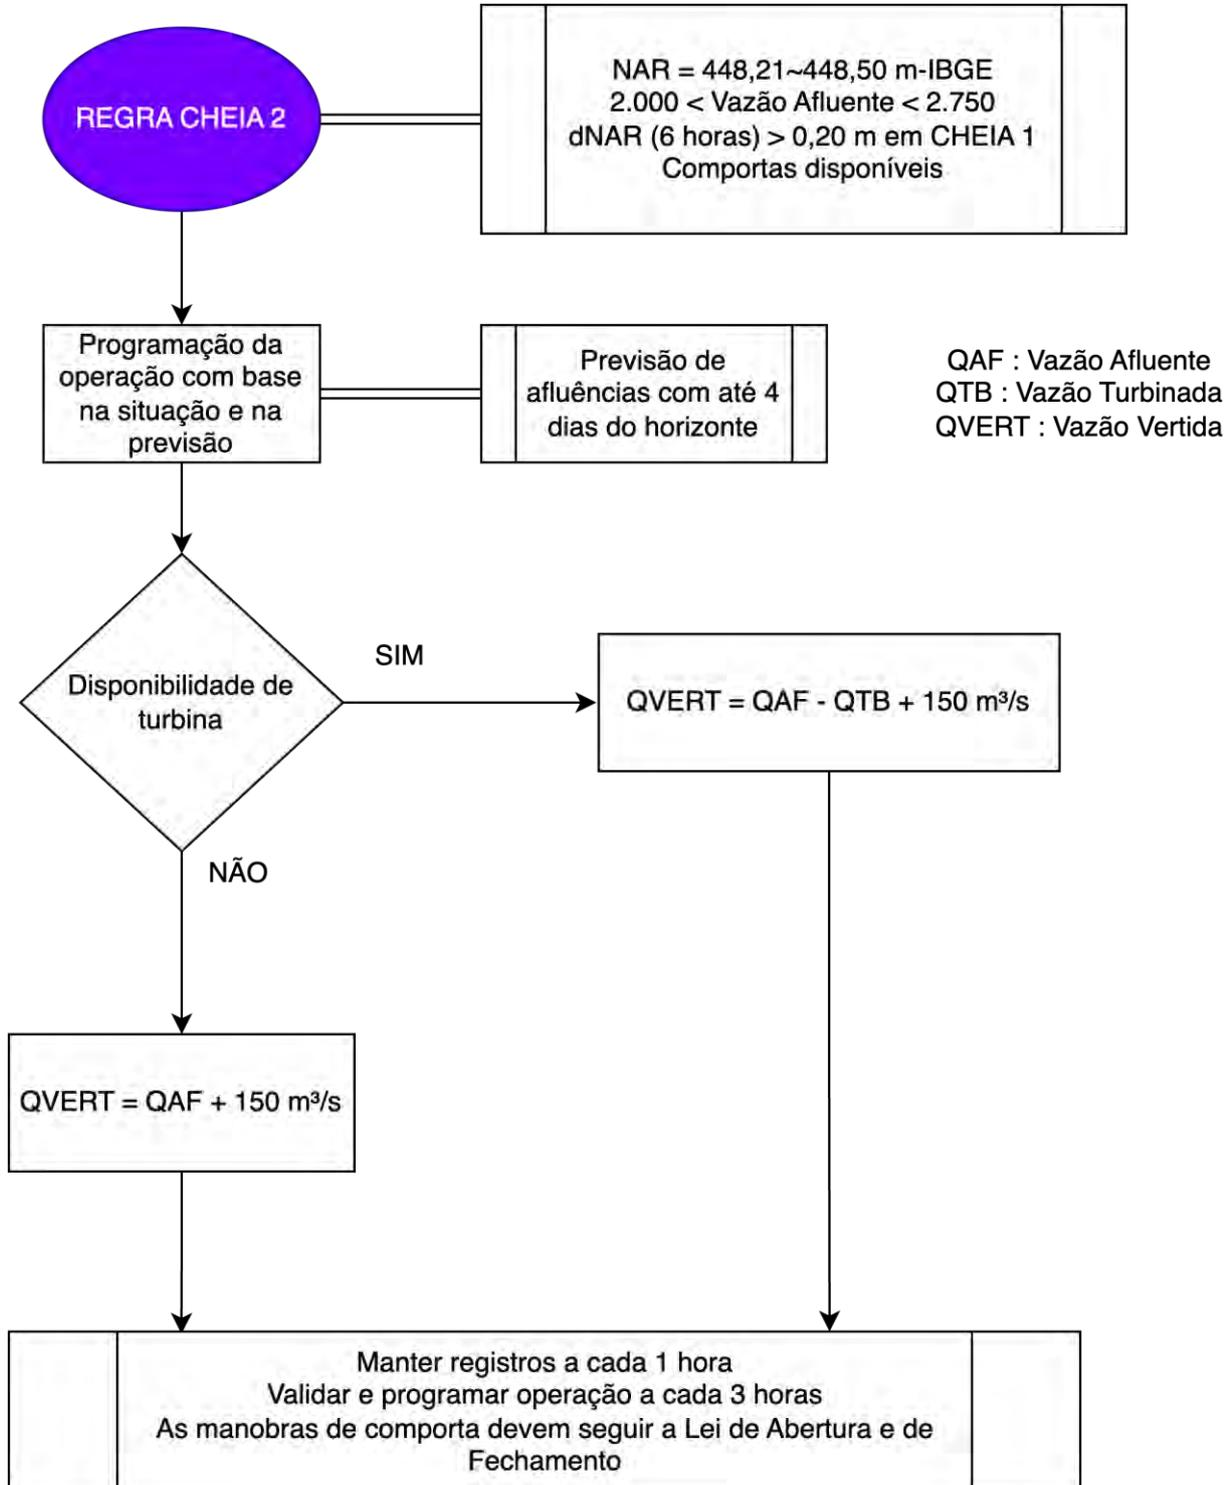 REGRA CHEIA 2
NAR = 448,21~448,50 m-IBGE
2.000 < Vazão Afluente < 2.750
dNAR (6 horas) > 0,20 m em CHEIA 1
Comportas disponíveis
Programação da
operação com base
na situação e na
previsão
Previsão de
afluências com até 4
dias do horizonte
QAF : Vazão Afluente
QTB : Vazão Turbinada
QVERT : Vazão Vertida
Disponibilidade de
turbina
SIM
QVERT = QAF - QTB + 150 m³/s
NÃO
QVERT = QAF + 150 m³/s
Manter registros a cada 1 hora
Validar e programar operação a cada 3 horas
As manobras de comporta devem seguir a Lei de Abertura e de
Fechamento